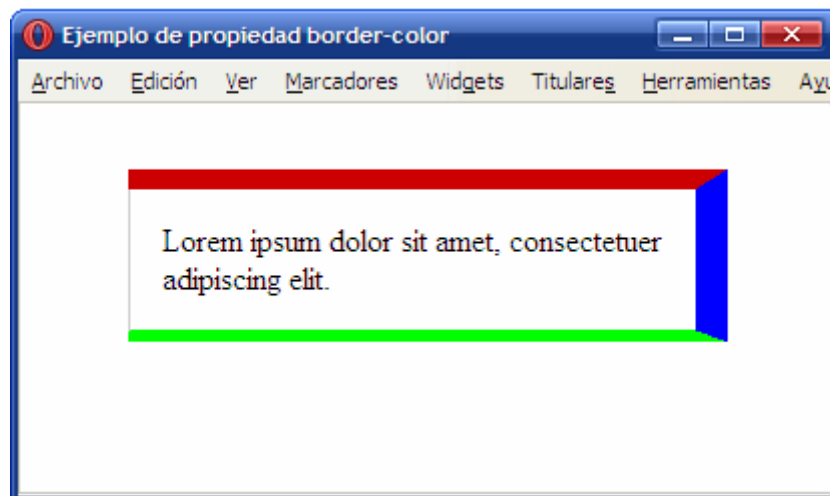 Ejemplo de propiedad border-color
Archivo Edición Ver Marcadores Widgets Titulares Herramientas Ayu
Lorem ipsum dolor sit amet, consectetuer
adipiscing elit.